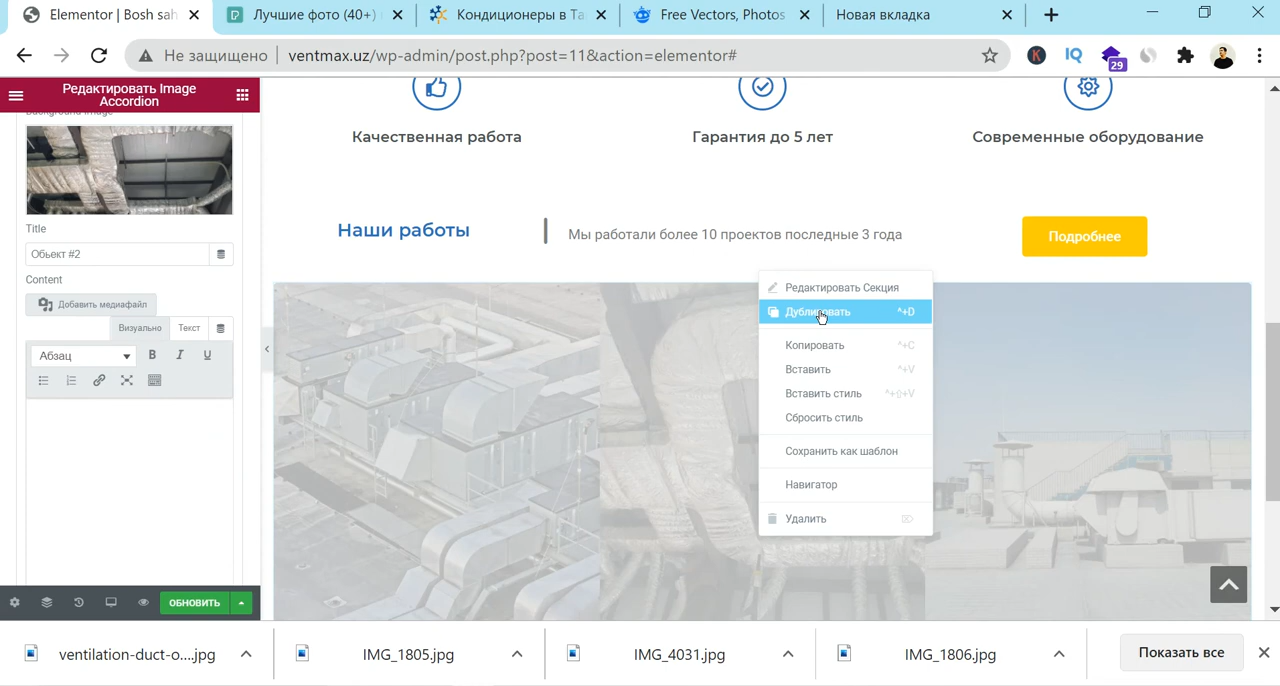 Elementor | Bosh sah
Лучшие фото (40+)
Кондиционеры в Та
Free Vectors, Photos
Новая вкладка
Не защищено
ventmax.uz/wp-admin/post.php?post=11&action=elementor#
29
Редактировать Image
Accordion
Background Image
Title
Обьект #2
Content
Добавить медиафайл
Визуально
Текст
Абзац
B I U
ОБНОВИТЬ
Качественная работа
Гарантия до 5 лет
Современные оборудование
Наши работы
Мы работали более 10 проектов последные 3 года
Подробнее
Редактировать Секция
Дублировать ^+D
Копировать ^+C
Вставить ^+V
Вставить стиль ^+⇧+V
Сбросить стиль
Сохранить как шаблон
Навигатор
Удалить
ventilation-duct-o....jpg
IMG_1805.jpg
IMG_4031.jpg
IMG_1806.jpg
Показать все